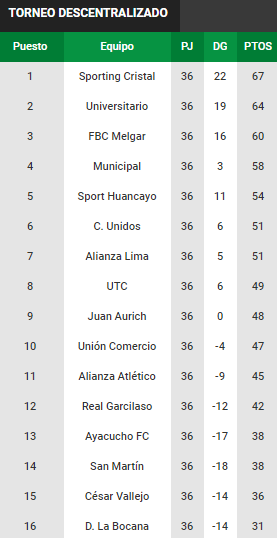 TORNEO DESCENTRALIZADO
Puesto Equipo PJ DG PTOS
1 Sporting Cristal 36 22 67
2 Universitario 36 19 64
3 FBC Melgar 36 16 60
4 Municipal 36 3 58
5 Sport Huancayo 36 11 54
6 C. Unidos 36 6 51
7 Alianza Lima 36 5 51
8 UTC 36 6 49
9 Juan Aurich 36 0 48
10 Unión Comercio 36 -4 47
11 Alianza Atlético 36 -9 45
12 Real Garcilaso 36 -12 42
13 Ayacucho FC 36 -17 38
14 San Martín 36 -18 38
15 César Vallejo 36 -14 36
16 D. La Bocana 36 -14 31